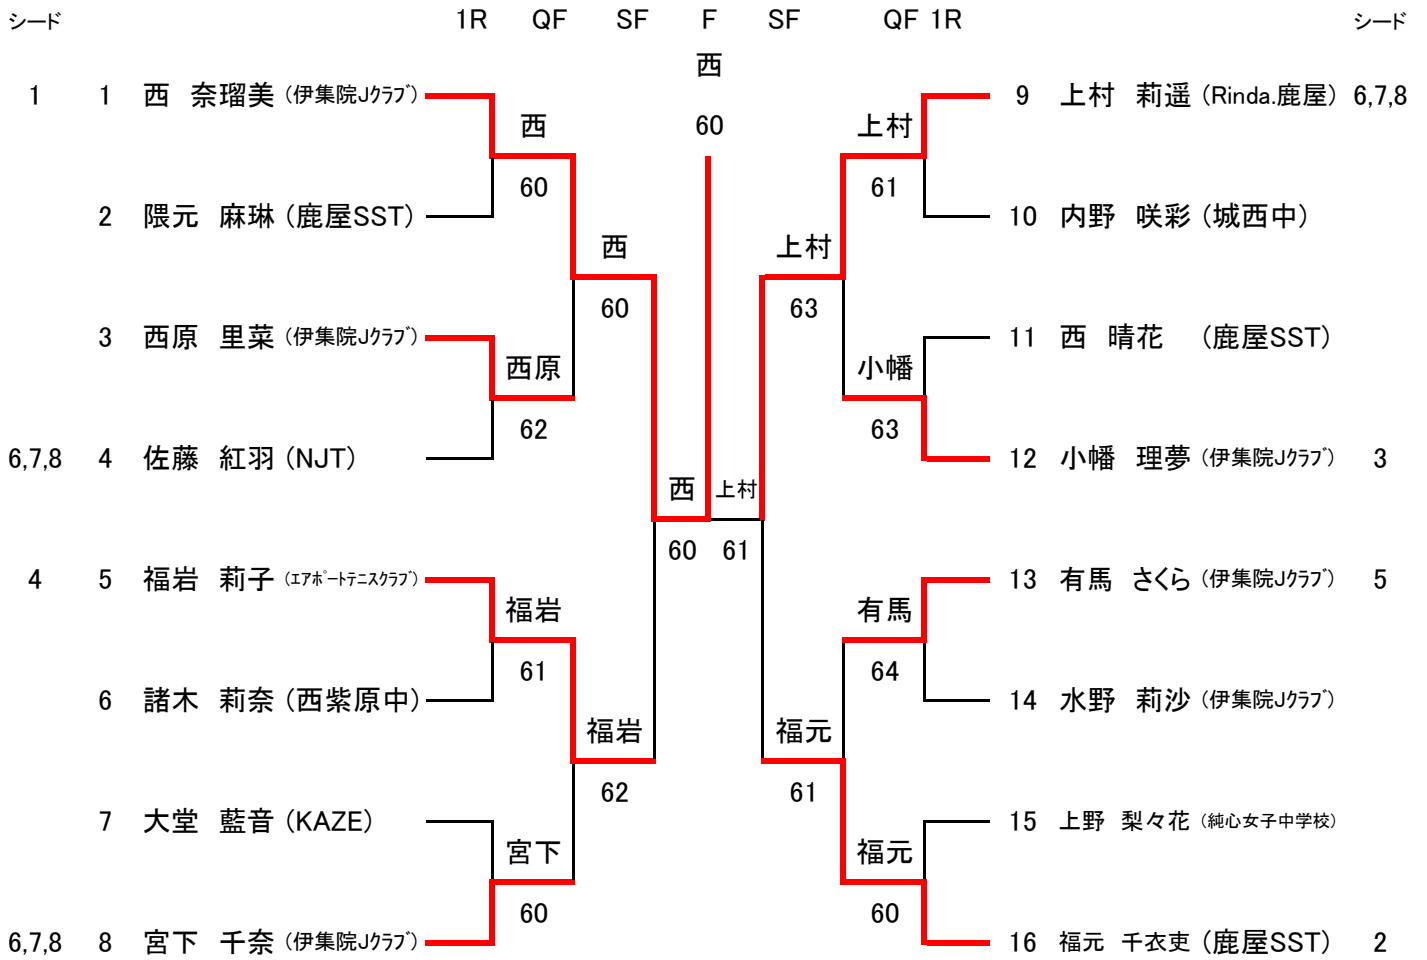 シード 1R QF SF F SF QF 1R シード
西
1 1 西 奈瑠美 (伊集院Jクラブ) 9 上村 莉遥 (Rinda.鹿屋) 6,7,8
西 60 上村
60 61
2 隈元 麻琳 (鹿屋SST) 10 内野 咲彩 (城西中)
西 上村
60 63
3 西原 里菜 (伊集院Jクラブ) 11 西 晴花 (鹿屋SST)
西原 小幡
62 63
6,7,8 4 佐藤 紅羽 (NJT) 12 小幡 理夢 (伊集院Jクラブ) 3
西 上村
60 61
4 5 福岩 莉子 (エアポートテニスクラブ) 13 有馬 さくら (伊集院Jクラブ) 5
福岩 有馬
61 64
6 諸木 莉奈 (西紫原中) 14 水野 莉沙 (伊集院Jクラブ)
福岩 福元
62 61
7 大堂 藍音 (KAZE) 15 上野 梨々花 (純心女子中学校)
宮下 福元
60 60
6,7,8 8 宮下 千奈 (伊集院Jクラブ) 16 福元 千衣吏 (鹿屋SST) 2